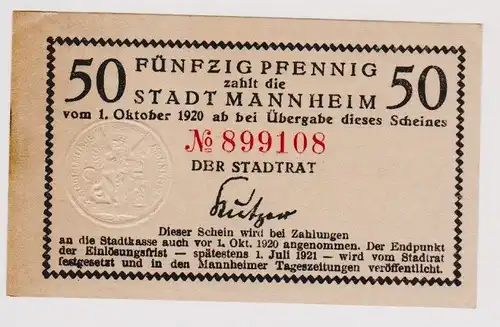 50 FÜNFZIG PFENNIG 50
zahlt die
STADT MANNHEIM
vom 1. Oktober 1920 ab bei Übergabe dieses Scheines
№ 899108
DER STADTRAT
Kutzer
Dieser Schein wird bei Zahlungen
an die Stadtkasse auch vor 1. Okt. 1920 angenommen. Der Endpunkt
der Einlösungsfrist – spätestens 1. Juli 1921 – wird vom Stadtrat
festgesetzt und in den Mannheimer Tageszeitungen veröffentlicht.